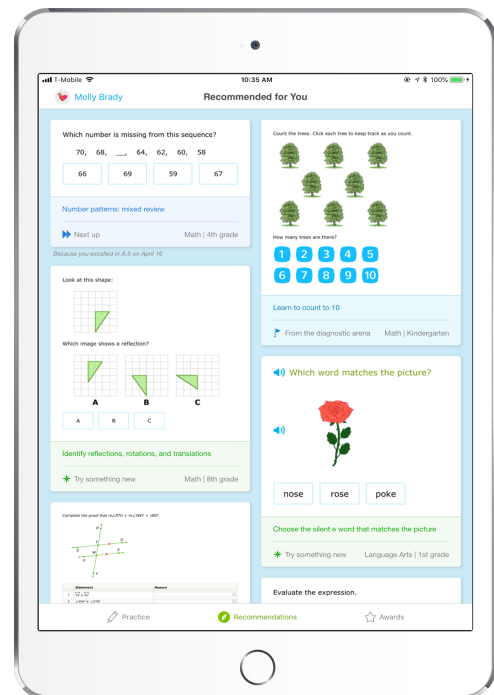 T-Mobile
10:35 AM
100%
Molly Brady
Recommended for You
Which number is missing from this sequence?
70, 68, __, 64, 62, 60, 58
66
69
59
67
Number patterns: mixed review
Next up
Math | 4th grade
Because you excelled in A.5 on April 16
Look at this shape:
Which image shows a reflection?
A
B
C
A
B
C
Identify reflections, rotations, and translations
Try something new
Math | 8th grade
Statement
Reason
1
2
Count the trees. Click each tree to keep track as you count.
How many trees are there?
1 2 3 4 5
6 7 8 9 10
Learn to count to 10
From the diagnostic arena
Math | Kindergarten
Which word matches the picture?
nose
rose
poke
Choose the silent e word that matches the picture
Try something new
Language Arts | 1st grade
Evaluate the expression.
Practice
Recommendations
Awards